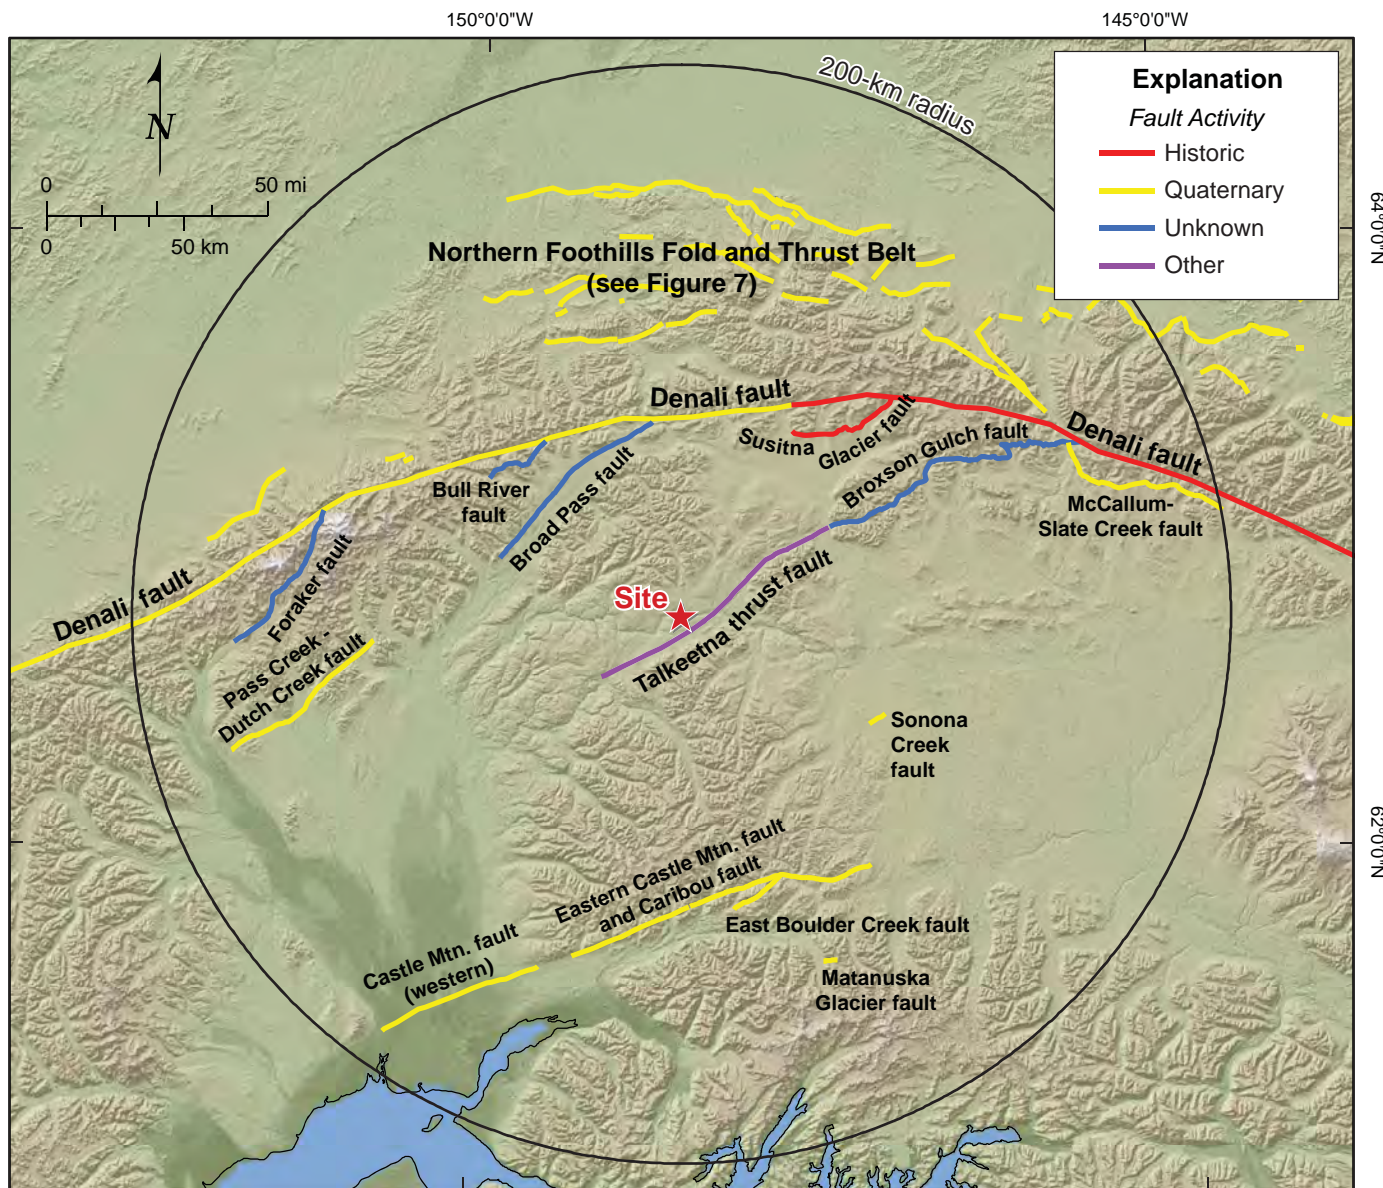 150°0'0"W
145°0'0"W
200-km radius
N
0
50 mi
0
50 km
Explanation
Fault Activity
Historic
Quaternary
Unknown
Other
64°0'0"N
Northern Foothills Fold and Thrust Belt
(see Figure 7)
Denali fault
Susitna
Glacier fault
Broxson Gulch fault
Denali fault
McCallum-
Slate Creek fault
Bull River
fault
Broad Pass fault
Denali fault
Foraker fault
Pass Creek -
Dutch Creek fault
Site
Talkeetna thrust fault
Sonona
Creek
fault
62°0'0"N
Eastern Castle Mtn. fault
and Caribou fault
East Boulder Creek fault
Castle Mtn. fault
(western)
Matanuska
Glacier fault